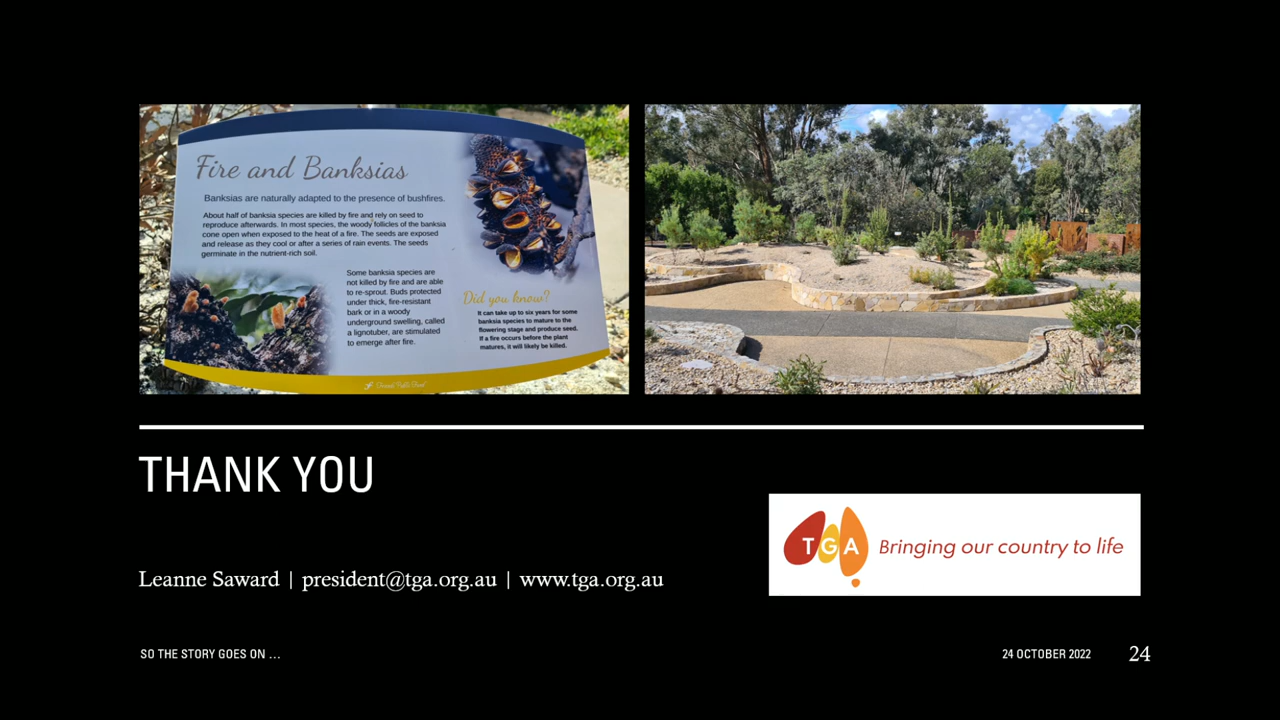 Fire and Banksias
Banksias are naturally adapted to the presence of bushfires.
About half of banksia species are killed by fire and rely on seed to
reproduce afterwards. In most species, the woody follicles of the banksia
cone open when exposed to the heat of a fire. The seeds are exposed
and release as they cool or after a series of rain events. The seeds
germinate in the nutrient-rich soil.
Some banksia species are
not killed by fire and are able
to re-sprout. Buds protected
under thick, fire-resistant
bark or in a woody
underground swelling, called
a lignotuber, are stimulated
to emerge after fire.
Did you know?
It can take up to six years for some
banksia species to mature to the
flowering stage and produce seed.
If a fire occurs before the plant
matures, it will likely be killed.
THANK YOU
TGA Bringing our country to life
Leanne Saward | president@tga.org.au | www.tga.org.au
SO THE STORY GOES ON ...
24 OCTOBER 2022
24